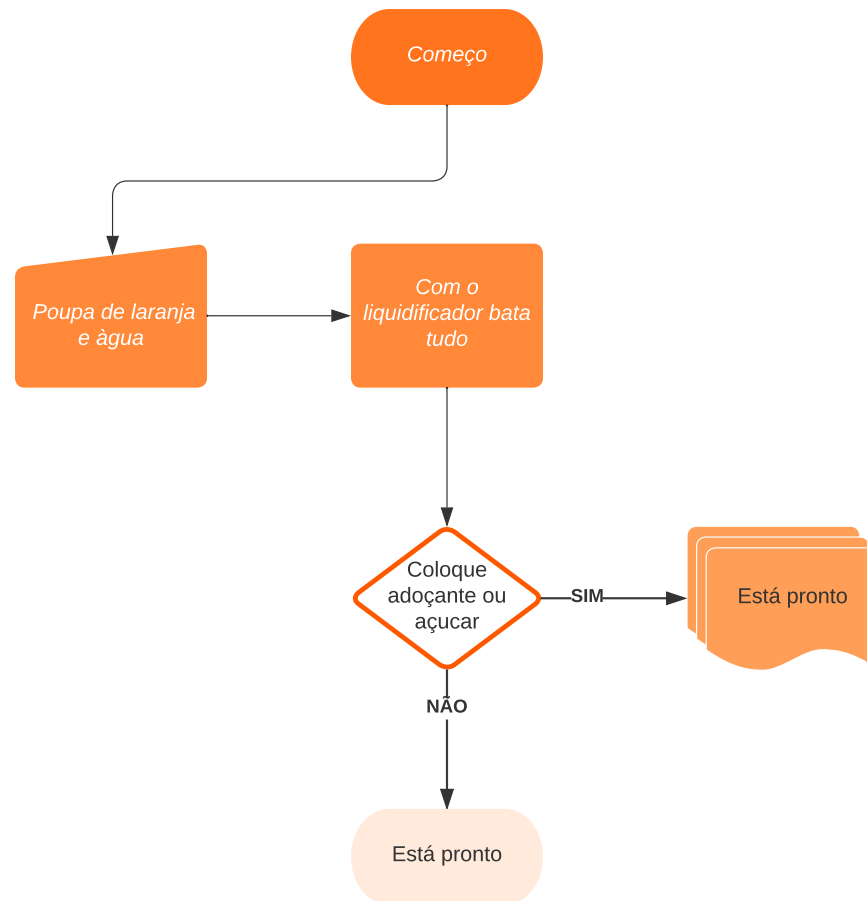 Começo
Poupa de laranja
e àgua
Com o
liquidificador bata
tudo
Coloque
adoçante ou
açucar
SIM
Está pronto
NÃO
Está pronto